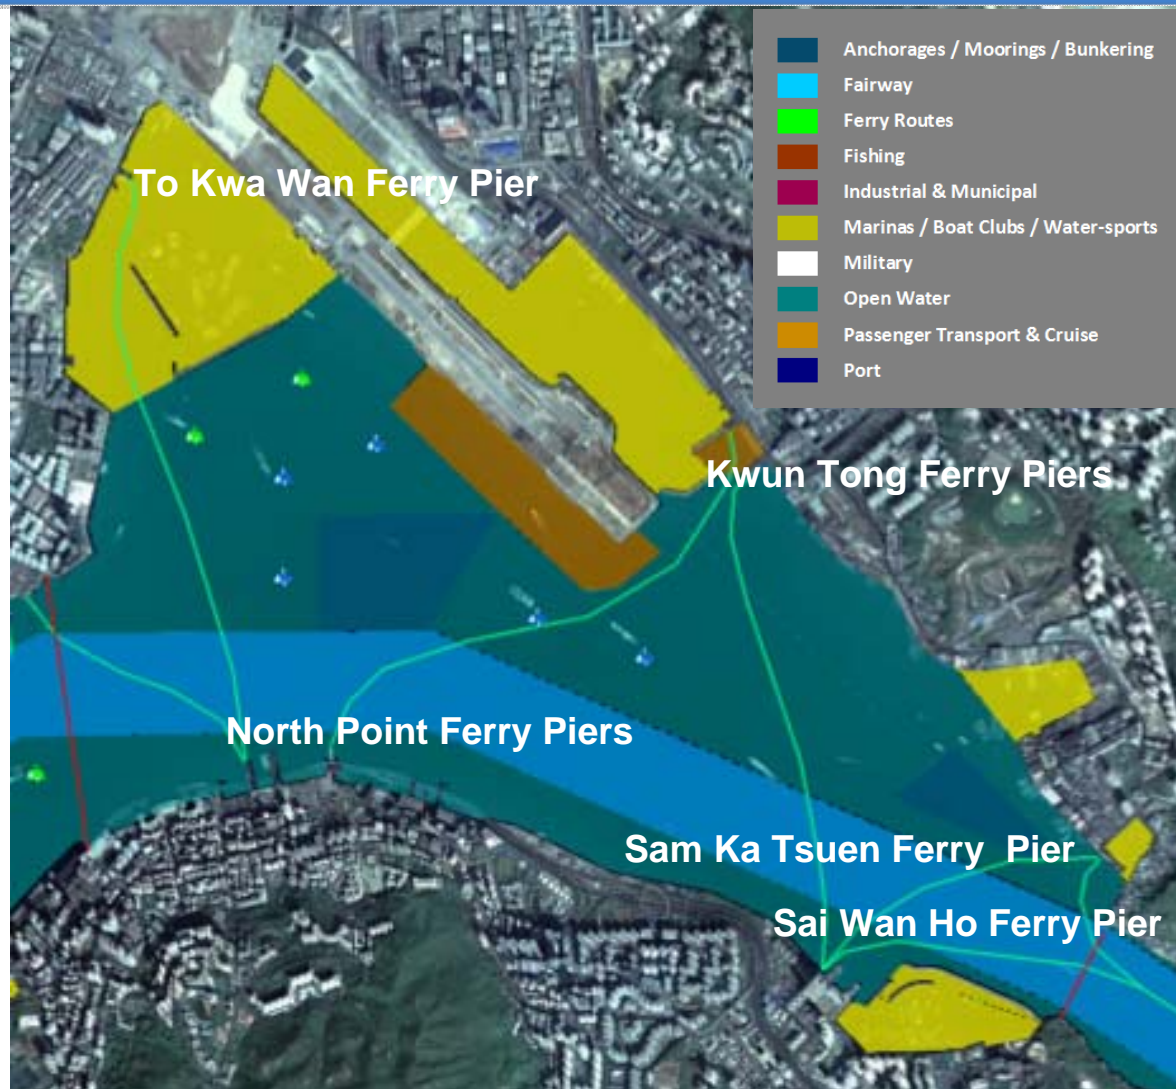 Anchorages / Moorings / Bunkering
Fairway
Ferry Routes
Fishing
Industrial & Municipal
Marinas / Boat Clubs / Water-sports
Military
Open Water
Passenger Transport & Cruise
Port
To Kwa Wan Ferry Pier
Kwun Tong Ferry Piers
North Point Ferry Piers
Sam Ka Tsuen Ferry Pier
Sai Wan Ho Ferry Pier